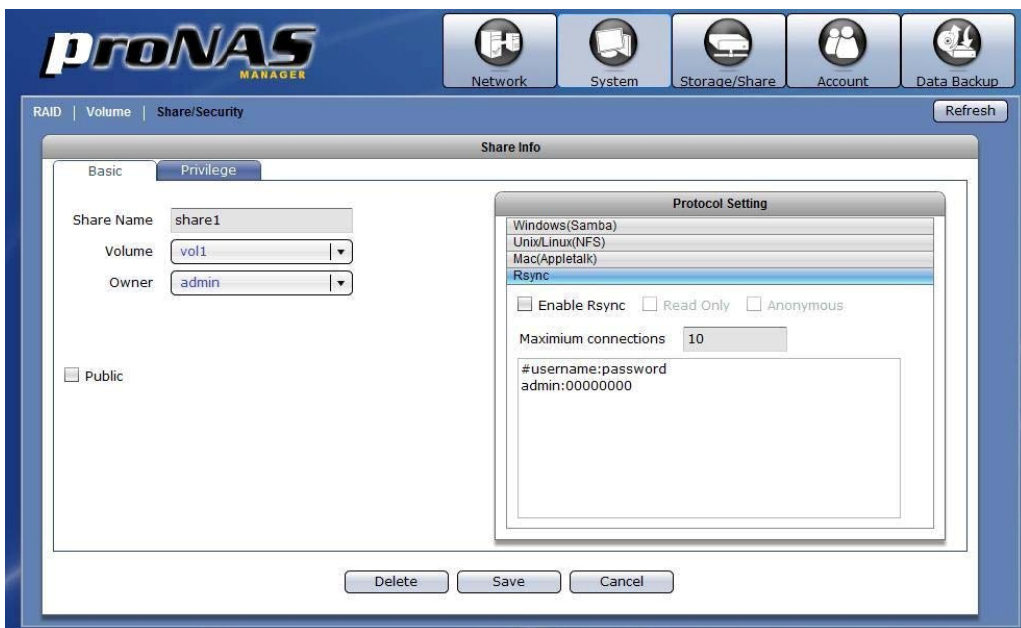 proNAS
MANAGER
Network
System
Storage/Share
Account
Data Backup
RAID | Volume | Share/Security
Refresh
Share Info
Basic
Privilege
Share Name
share1
Volume
vol1
Owner
admin
Public
Protocol Setting
Windows(Samba)
Unix/Linux(NFS)
Mac(Appletalk)
Rsync
Enable Rsync
Read Only
Anonymous
Maximium connections
10
#username:password
admin:00000000
Delete
Save
Cancel